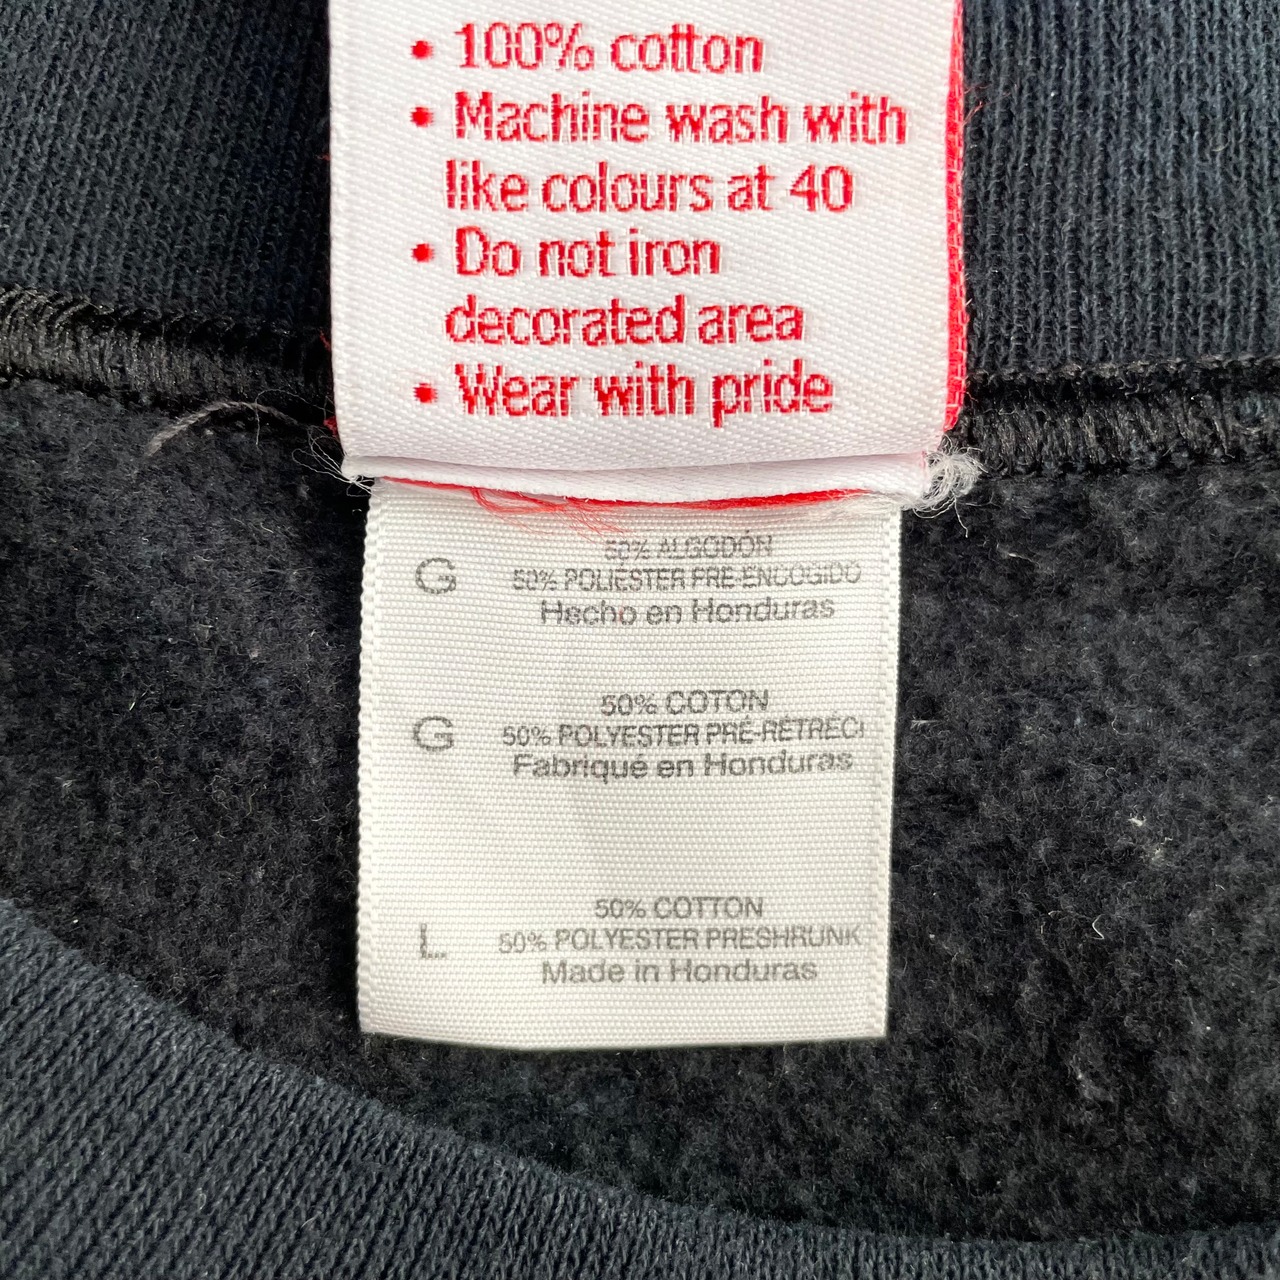 • 100% cotton
• Machine wash with
like colours at 40
• Do not iron
decorated area
• Wear with pride
50% ALGODÓN
G 50% POLIÉSTER PRE-ENCOGIDO
Hecho en Honduras
50% COTON
G 50% POLYESTER PRÉ-RÉTRÉCI
Fabriqué en Honduras
50% COTTON
L 50% POLYESTER PRESHRUNK
Made in Honduras